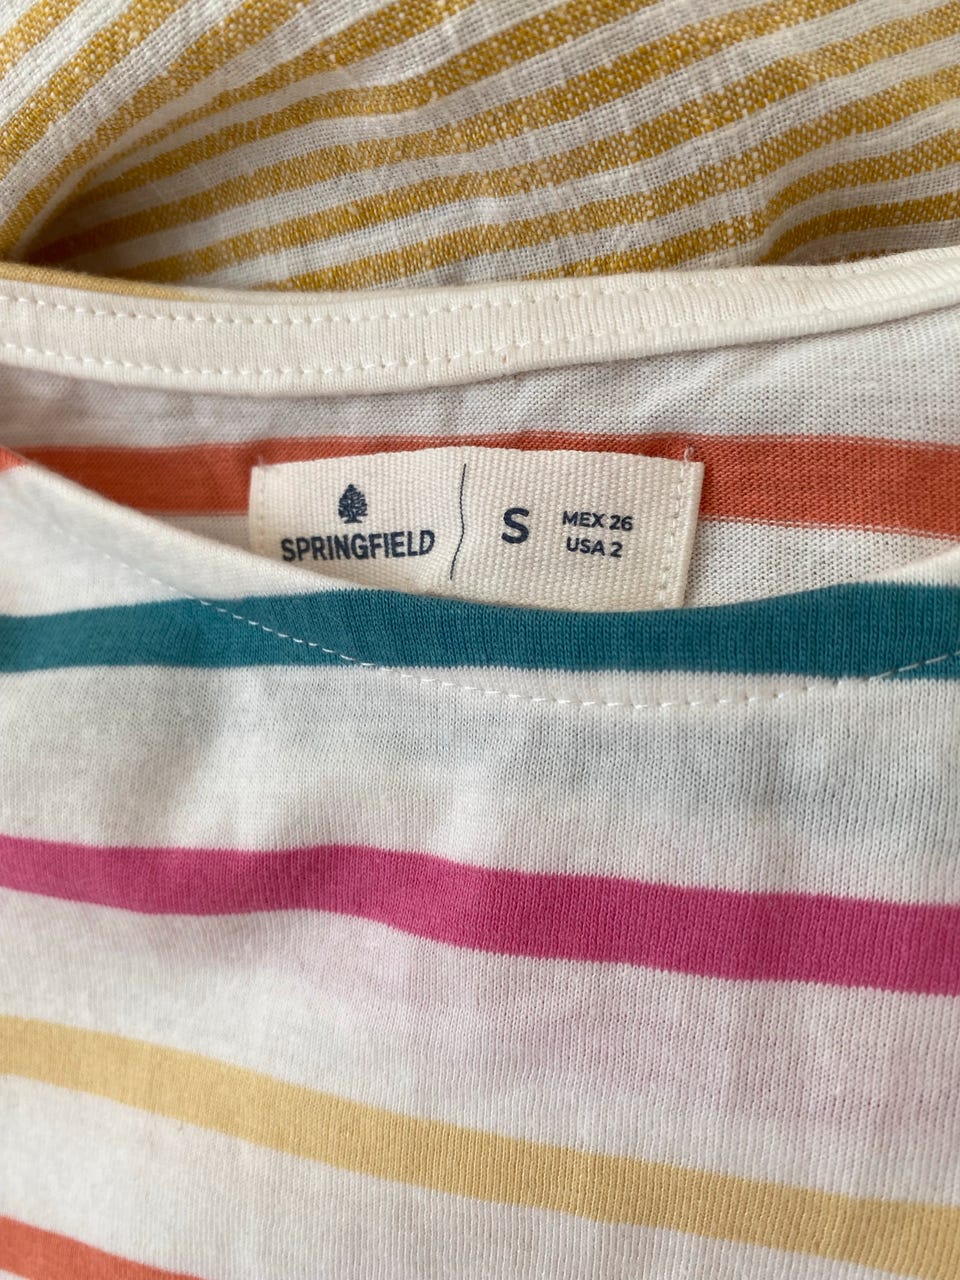 SPRINGFIELD
S
MEX 26
USA 2